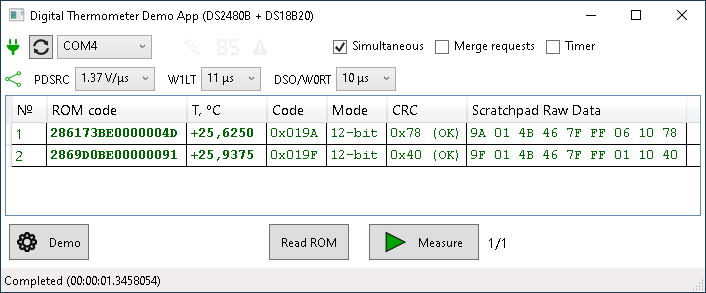 Digital Thermometer Demo App (DS2480B + DS18B20)
COM4 85 Simultaneous Merge requests Timer
PDSRC 1.37 V/µs W1LT 11 µs DSO/W0RT 10 µs
№ ROM code T, °C Code Mode CRC Scratchpad Raw Data
1 286173BE0000004D +25,6250 0x019A 12-bit 0x78 (OK) 9A 01 4B 46 7F FF 06 10 78
2 2869D0BE00000091 +25,9375 0x019F 12-bit 0x40 (OK) 9F 01 4B 46 7F FF 01 10 40
Demo Read ROM Measure 1/1
Completed (00:00:01.3458054)